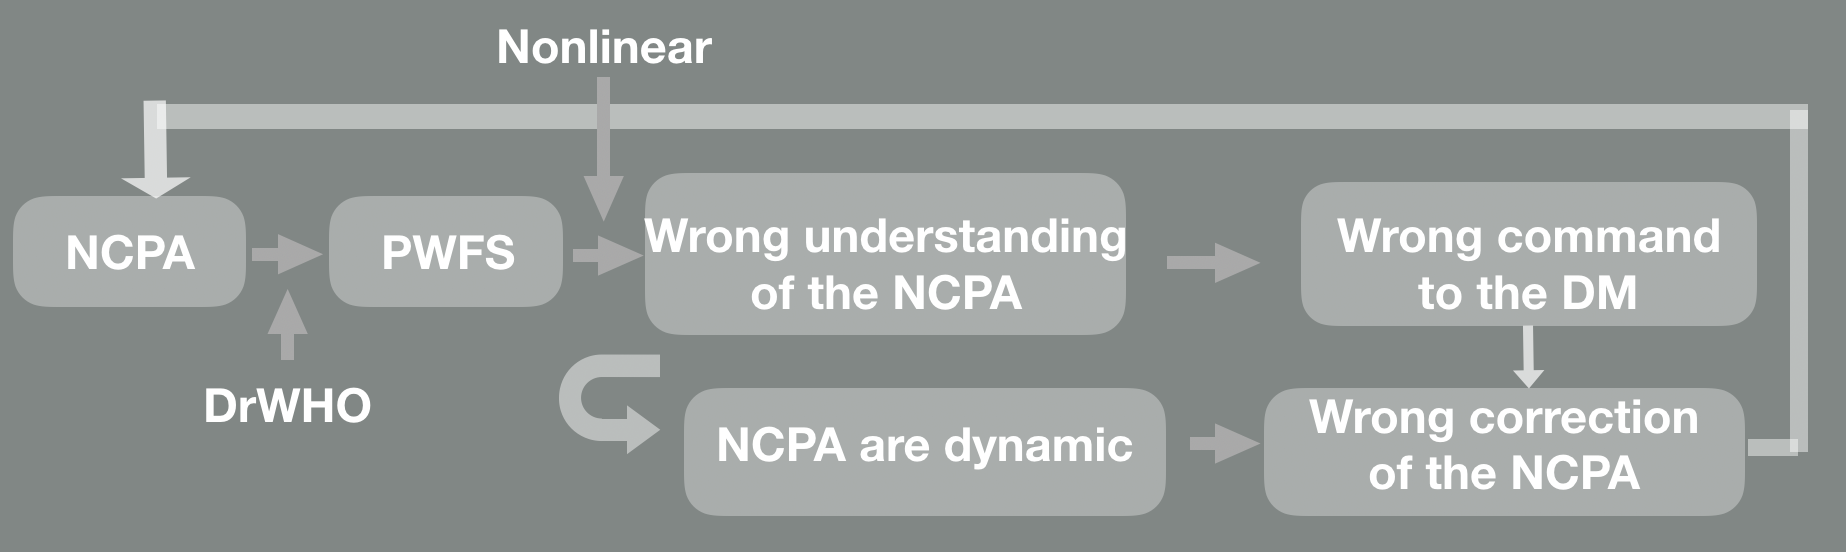 Nonlinear
NCPA
PWFS
Wrong understanding
of the NCPA
Wrong command
to the DM
DrWHO
NCPA are dynamic
Wrong correction
of the NCPA